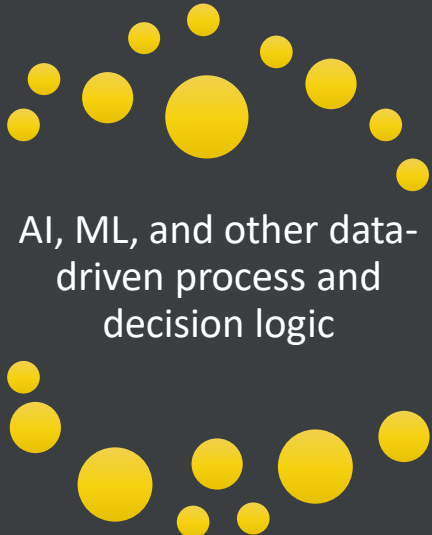 AI, ML, and other data-
driven process and
decision logic